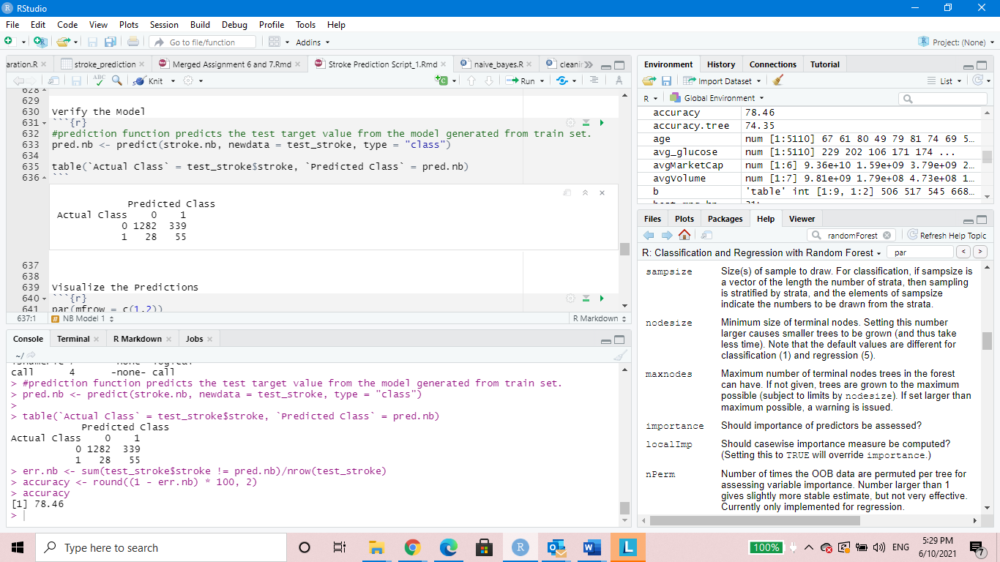 RStudio
File Edit Code View Plots Session Build Debug Profile Tools Help
Go to file/function Addins Project: (None)
aration.R stroke_prediction Merged Assignment 6 and 7.Rmd Stroke Prediction Script_1.Rmd naive_bayes.R
ABC Knit Run
628
629
630 Verify the Model
631 ```{r}
632 #prediction function predicts the test target value from the model generated from train set.
633 pred.nb <- predict(stroke.nb, newdata = test_stroke, type = "class")
634
635 table(`Actual Class` = test_stroke$stroke, `Predicted Class` = pred.nb)
636 ```
Predicted Class
Actual Class 0 1
0 1282 339
1 28 55
637
638
639 Visualize the Predictions
640 ```{r}
641 par(mfrow = c(1,2))
637:1 # NB Model 1 R Markdown
Console Terminal R Markdown Jobs
~/
call 4 -none- call
> #prediction function predicts the test target value from the model generated from train set.
> pred.nb <- predict(stroke.nb, newdata = test_stroke, type = "class")
>
> table(`Actual Class` = test_stroke$stroke, `Predicted Class` = pred.nb)
Predicted Class
Actual Class 0 1
0 1282 339
1 28 55
> err.nb <- sum(test_stroke$stroke != pred.nb)/nrow(test_stroke)
> accuracy <- round((1 - err.nb) * 100, 2)
> accuracy
[1] 78.46
>
Environment History Connections Tutorial
Import Dataset List
R Global Environment
accuracy 78.46
accuracy.tree 74.35
age num [1:5110] 67 61 80 49 79 81 74 69 5…
avg_glucose num [1:5110] 229 202 106 171 174 ...
avgMarketCap num [1:6] 9.36e+10 1.59e+09 3.79e+09 2…
avgVolume num [1:7] 9.81e+09 1.79e+08 4.73e+08 1…
b 'table' int [1:9, 1:2] 506 517 545 668…
Files Plots Packages Help Viewer
randomForest Refresh Help Topic
R: Classification and Regression with Random Forest par < >
sampsize Size(s) of sample to draw. For classification, if sampsize is
a vector of the length the number of strata, then sampling
is stratified by strata, and the elements of sampsize
indicate the numbers to be drawn from the strata.
nodesize Minimum size of terminal nodes. Setting this number
larger causes smaller trees to be grown (and thus take
less time). Note that the default values are different for
classification (1) and regression (5).
maxnodes Maximum number of terminal nodes trees in the forest
can have. If not given, trees are grown to the maximum
possible (subject to limits by nodesize). If set larger than
maximum possible, a warning is issued.
importance Should importance of predictors be assessed?
localImp Should casewise importance measure be computed?
(Setting this to TRUE will override importance.)
nPerm Number of times the OOB data are permuted per tree for
assessing variable importance. Number larger than 1
gives slightly more stable estimate, but not very effective.
Currently only implemented for regression.
Type here to search
100% ENG 5:29 PM
6/10/2021 7